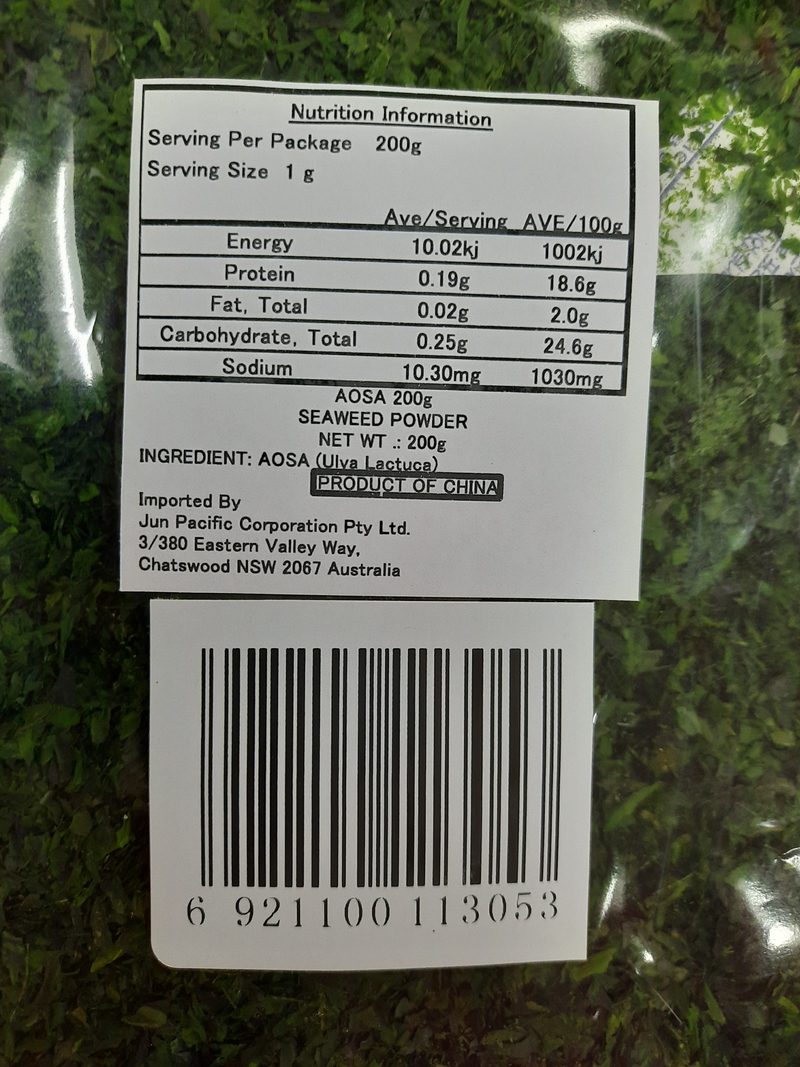 Nutrition Information
Serving Per Package 200g
Serving Size 1 g
Ave/Serving AVE/100g
Energy 10.02kj 1002kj
Protein 0.19g 18.6g
Fat, Total 0.02g 2.0g
Carbohydrate, Total 0.25g 24.6g
Sodium 10.30mg 1030mg
AOSA 200g
SEAWEED POWDER
NET WT .: 200g
INGREDIENT: AOSA (Ulva Lactuca)
PRODUCT OF CHINA
Imported By
Jun Pacific Corporation Pty Ltd.
3/380 Eastern Valley Way,
Chatswood NSW 2067 Australia
6 921100 113053